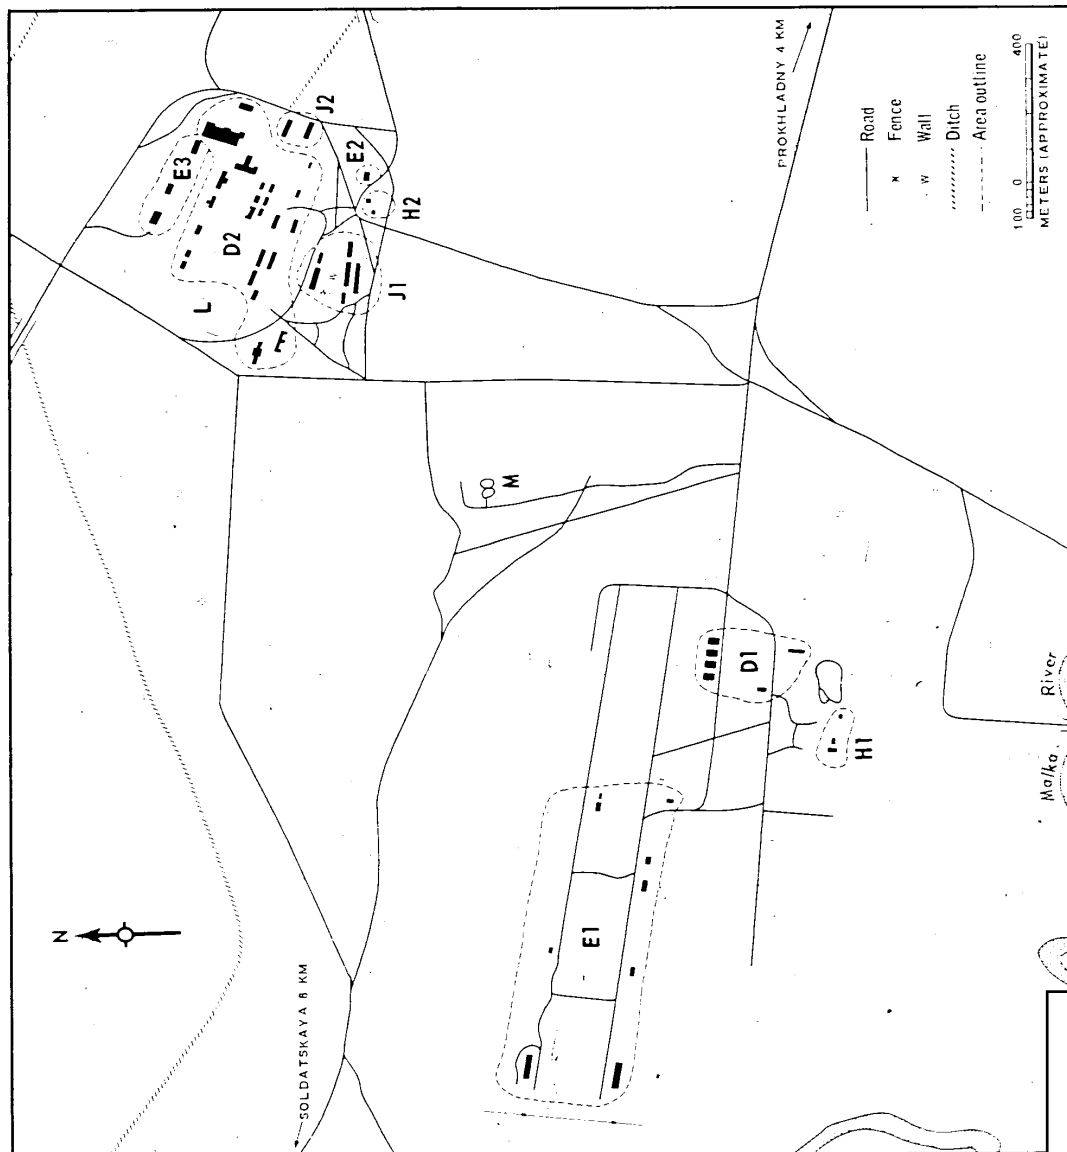 N
SOLDATSKAYA 8 KM
PROKHLADNY 4 KM
L
E3
D2
J2
E2
H2
J1
M
E1
D1
I
H1
Malka River
Road
Fence
Wall
Ditch
Area outline
100 0 400
METERS (APPROXIMATE)